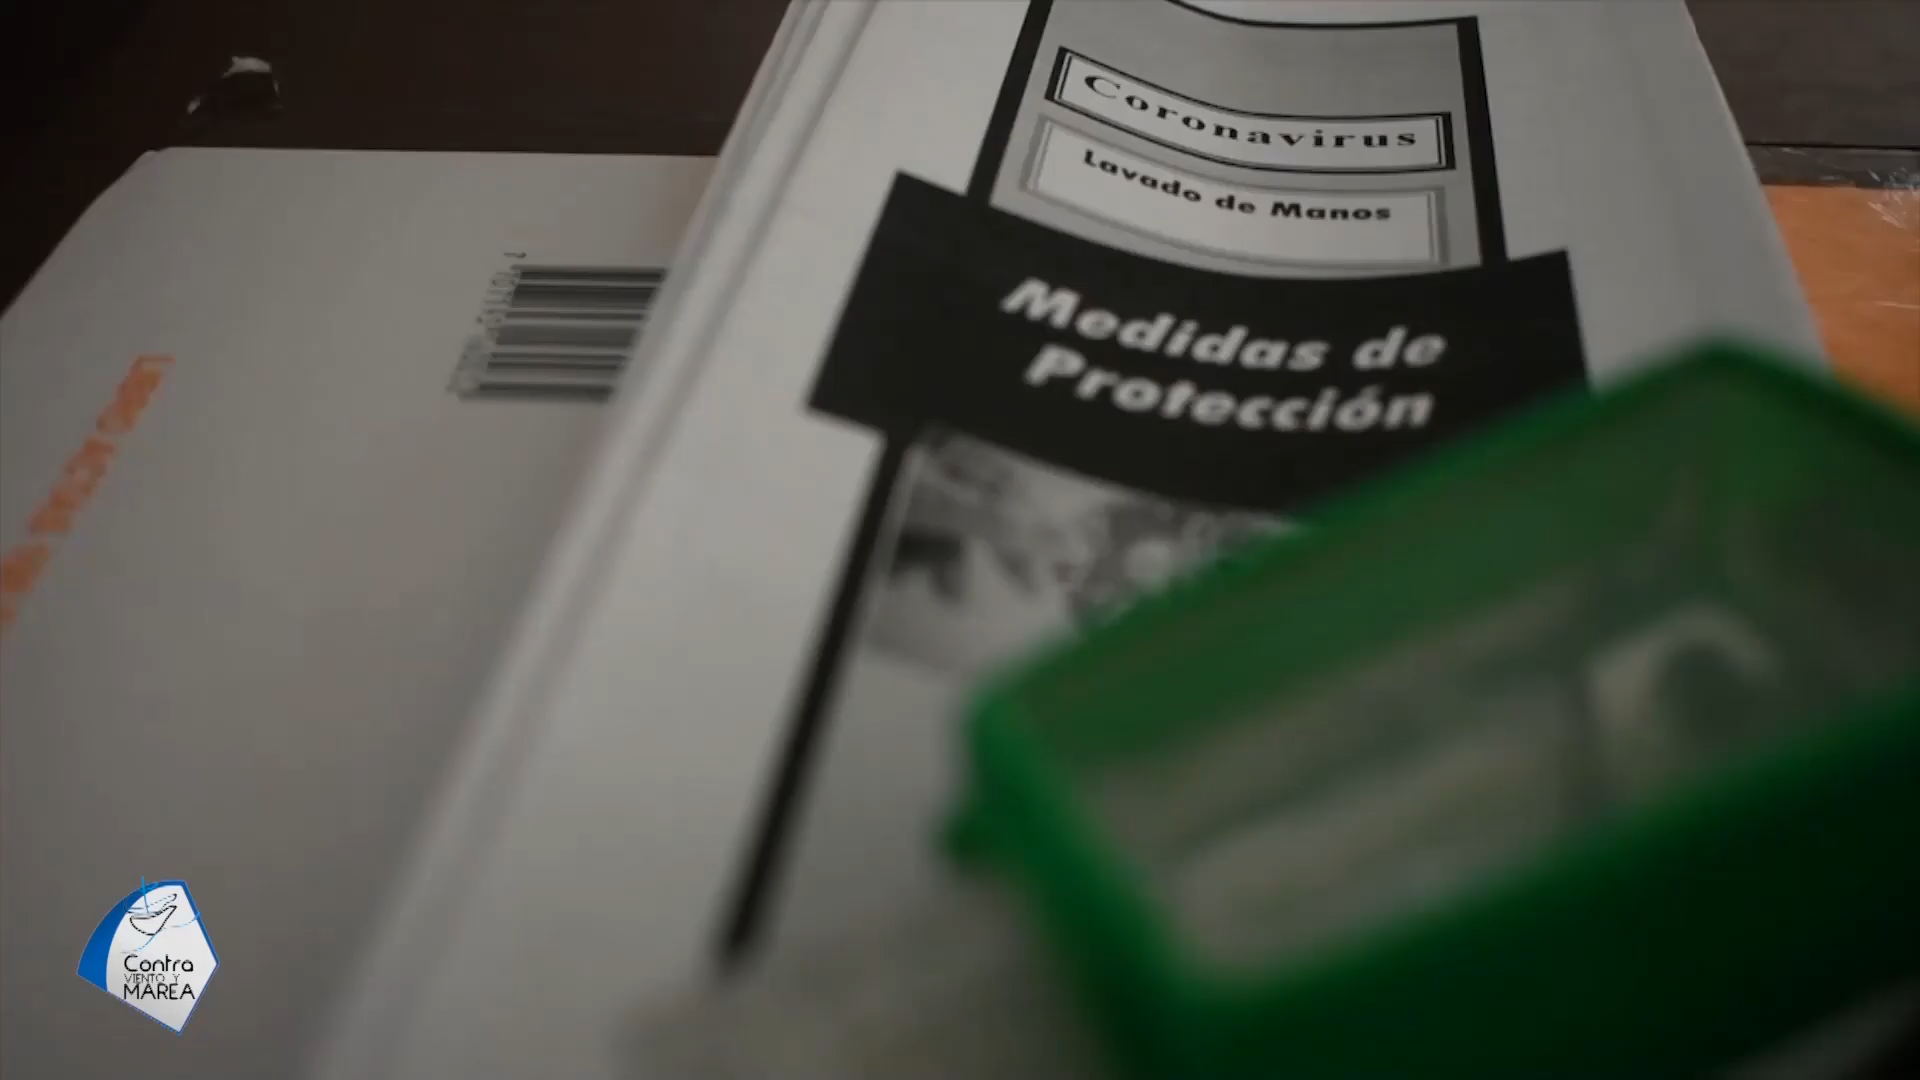 Coronavirus
Lavado de Manos
Medidas de
Protección
Contra
VIENTO Y
MAREA